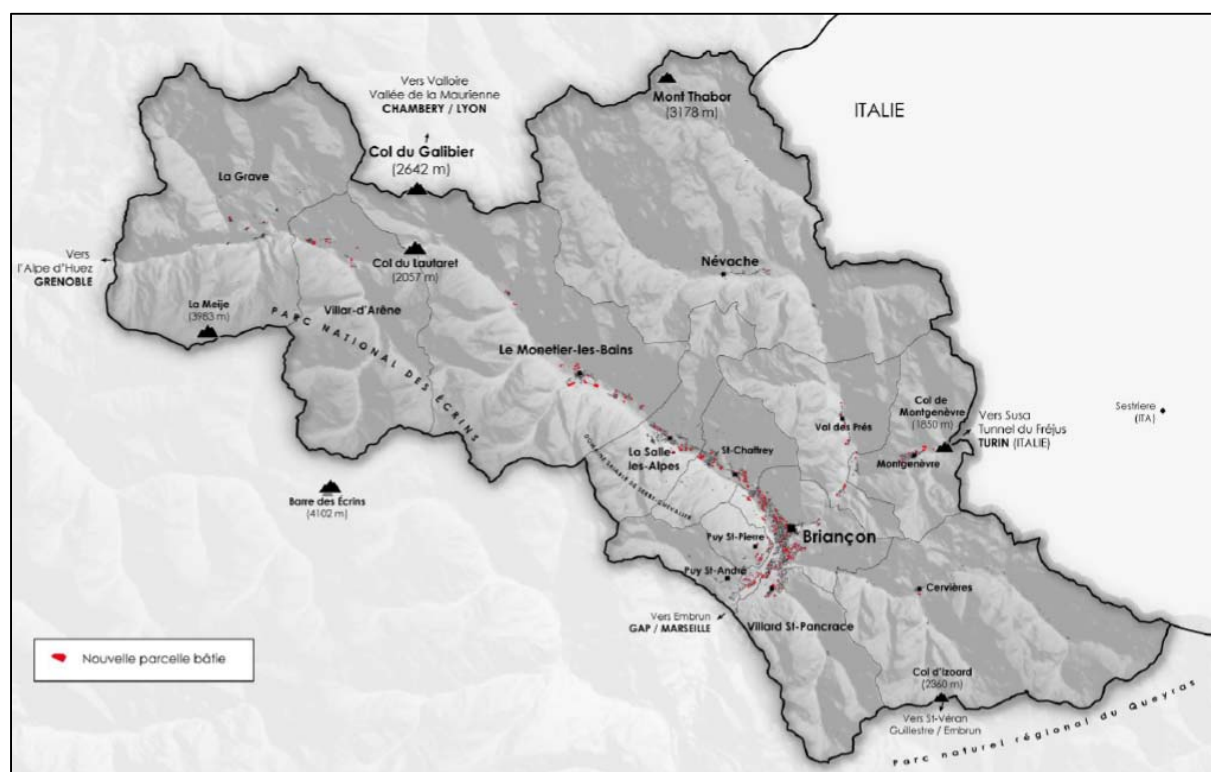 Vers Valloire
Vallée de la Maurienne
CHAMBERY / LYON
Mont Thabor
(3178 m)
ITALIE
Col du Galibier
(2642 m)
La Grave
Vers
l'Alpe d'Huez
GRENOBLE
Col du Lautaret
(2057 m)
Névache
La Meije
(3983 m)
Villar-d'Arêne
PARC NATIONAL DES ÉCRINS
Le Monetier-les-Bains
Col de
Montgenèvre
(1850 m)
Vers Susa
Tunnel du Fréjus
TURIN (ITALIE)
Sestriere
(ITA)
Val des Prés
St-Chaffrey
La Salle
les-Alpes
Montgenèvre
DOMAINE SKIABLE DE SERRE-CHEVALIER
Barre des Écrins
(4102 m)
Briançon
Puy St-Pierre
Puy St-André
Cervières
Vers Embrun
GAP / MARSEILLE
Villard St-Pancrace
Nouvelle parcelle bâtie
Col d'Izoard
(2360 m)
Vers St-Véran
Guillestre / Embrun
Parc naturel régional du Queyras